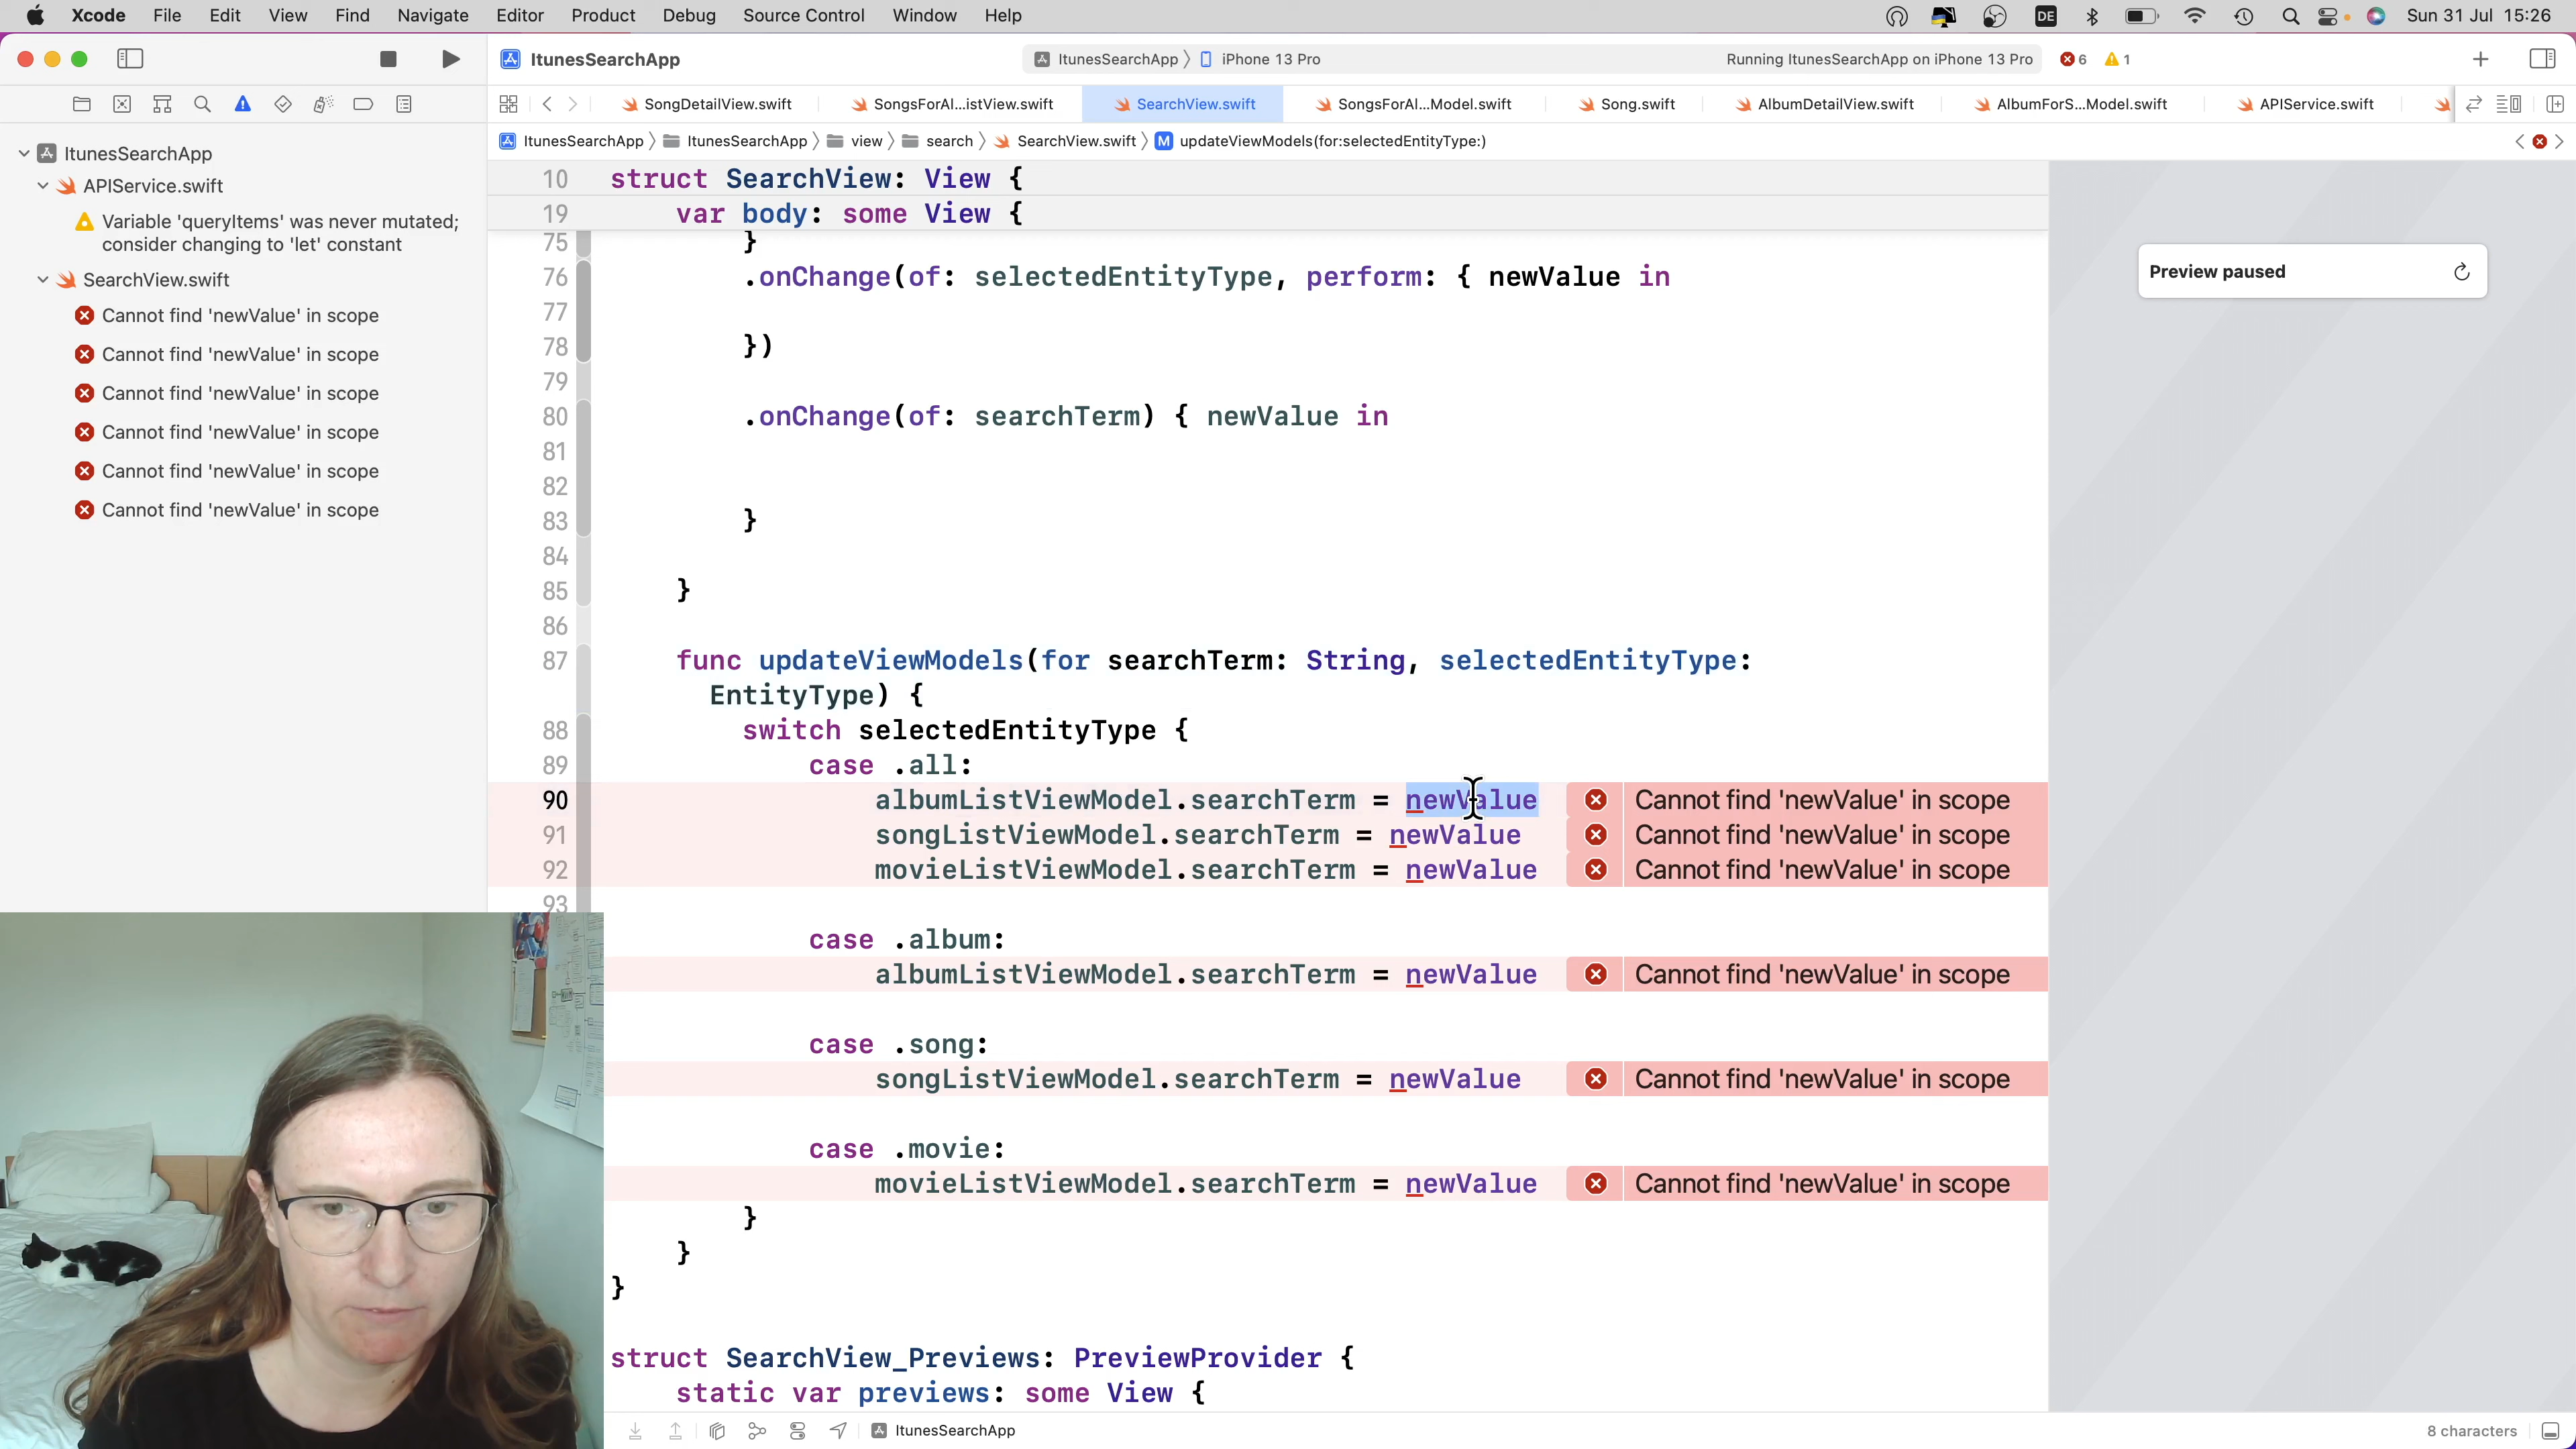 Xcode File Edit View Find Navigate Editor Product Debug Source Control Window Help DE Sun 31 Jul 15:26
ItunesSearchApp ItunesSearchApp iPhone 13 Pro Running ItunesSearchApp on iPhone 13 Pro 6 1
SongDetailView.swift SongsForAl...istView.swift SearchView.swift SongsForAl...Model.swift Song.swift AlbumDetailView.swift AlbumForS...Model.swift APIService.swift
ItunesSearchApp ItunesSearchApp view search SearchView.swift M updateViewModels(for:selectedEntityType:)
ItunesSearchApp
APIService.swift
Variable 'queryItems' was never mutated;
consider changing to 'let' constant
SearchView.swift
Cannot find 'newValue' in scope
Cannot find 'newValue' in scope
Cannot find 'newValue' in scope
Cannot find 'newValue' in scope
Cannot find 'newValue' in scope
Cannot find 'newValue' in scope
10 struct SearchView: View {
19 var body: some View {
75 }
76 .onChange(of: selectedEntityType, perform: { newValue in
77
78 })
79
80 .onChange(of: searchTerm) { newValue in
81
82
83 }
84
85 }
86
87 func updateViewModels(for searchTerm: String, selectedEntityType:
EntityType) {
88 switch selectedEntityType {
89 case .all:
90 albumListViewModel.searchTerm = newValue Cannot find 'newValue' in scope
91 songListViewModel.searchTerm = newValue Cannot find 'newValue' in scope
92 movieListViewModel.searchTerm = newValue Cannot find 'newValue' in scope
93
case .album:
albumListViewModel.searchTerm = newValue Cannot find 'newValue' in scope
case .song:
songListViewModel.searchTerm = newValue Cannot find 'newValue' in scope
case .movie:
movieListViewModel.searchTerm = newValue Cannot find 'newValue' in scope
}
}
}
struct SearchView_Previews: PreviewProvider {
static var previews: some View {
Preview paused
ItunesSearchApp 8 characters